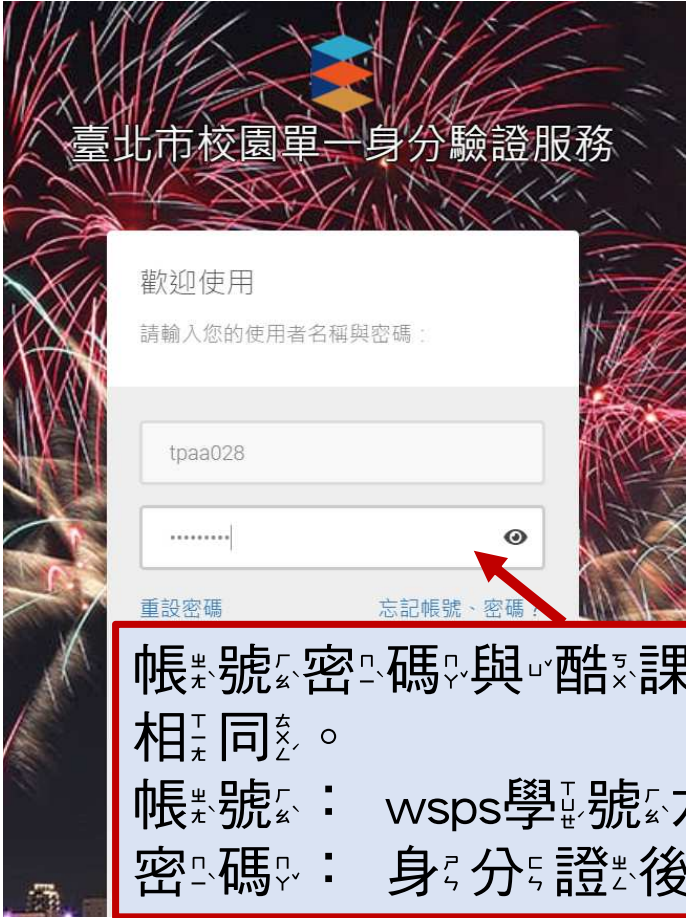 臺北市校園單一身分驗證服務
歡迎使用
請輸入您的使用者名稱與密碼：
tpaa028
·········
重設密碼 忘記帳號、密碼？
帳號密碼與酷課
相同。
帳號： wsps學號
密碼： 身分證後